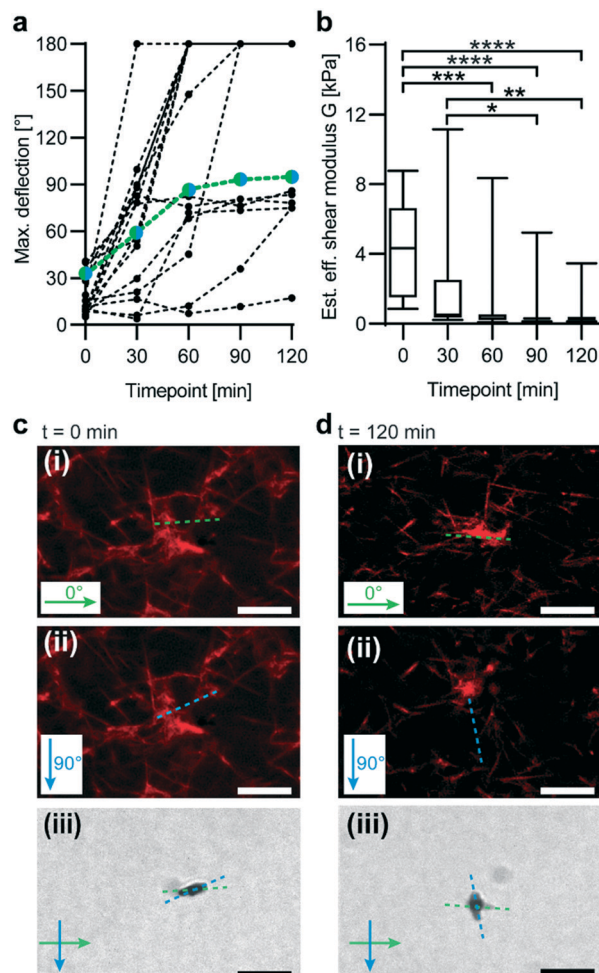 a
180
150
120
90
60
30
0
Max. deflection [°]
0 30 60 90 120
Timepoint [min]
b
16
12
8
4
0
Est. eff. shear modulus G [kPa]
****
****
***
**
*
0 30 60 90 120
Timepoint [min]
c t = 0 min
(i)
0°
(ii)
90°
(iii)
d t = 120 min
(i)
0°
(ii)
90°
(iii)